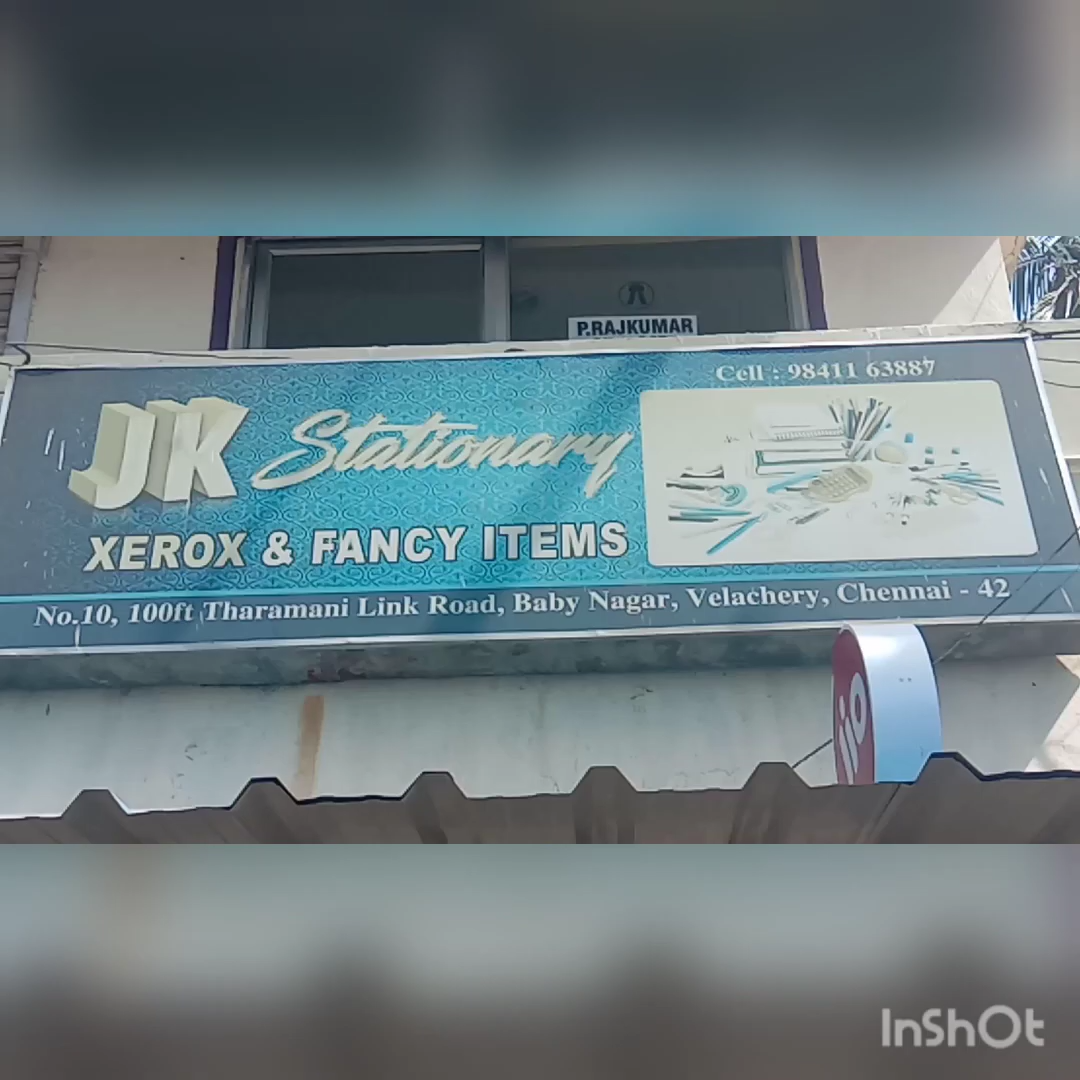 P.RAJKUMAR
Cell : 98411 63887
JK Stationary
XEROX & FANCY ITEMS
No.10, 100ft Tharamani Link Road, Baby Nagar, Velachery, Chennai - 42
Jio
InShOt